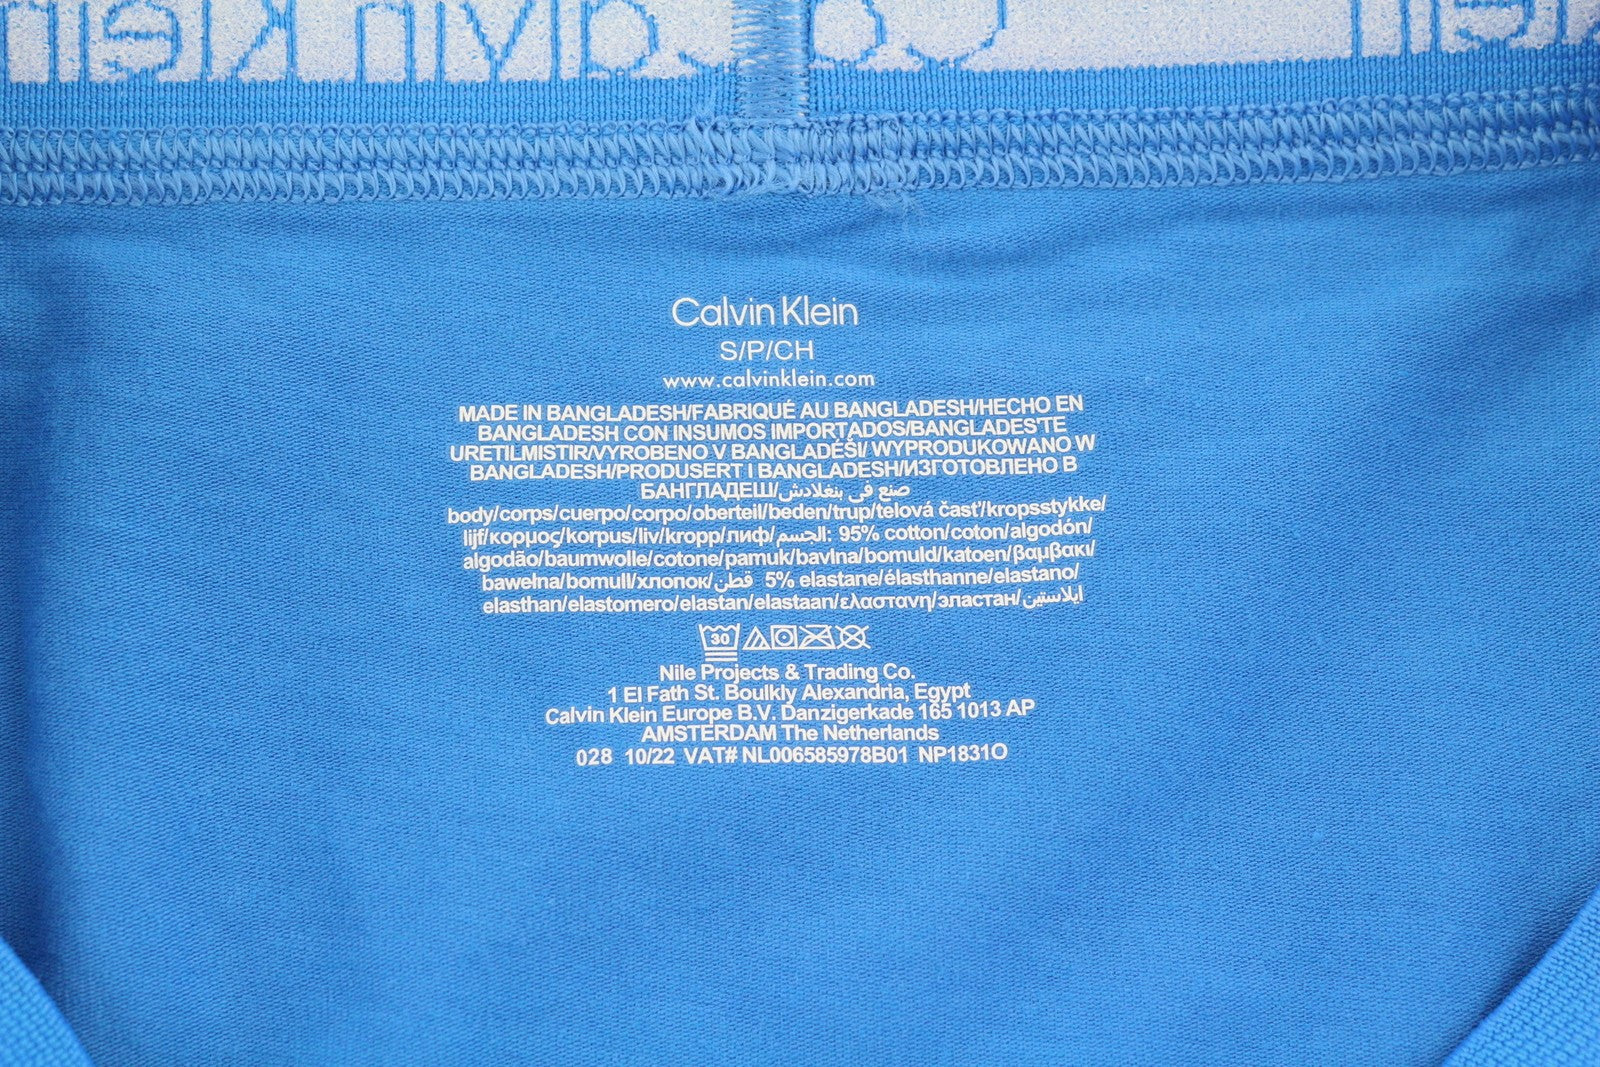 Calvin Klein
Calvin Klein
S/P/CH
www.calvinklein.com
MADE IN BANGLADESH/FABRIQUÉ AU BANGLADESH/HECHO EN
BANGLADESH CON INSUMOS IMPORTADOS/BANGLADEŞ'TE
URETILMISTIR/VYROBENO V BANGLADÉŠI/ WYPRODUKOWANO W
BANGLADESH/PRODUSERT I BANGLADESH/ИЗГОТОВЛЕНО В
БАНГЛАДЕШ/صنع في بنغلادش
body/corps/cuerpo/corpo/oberteil/beden/trup/telová časť/kropsstykke/
lijf/κορμος/korpus/liv/kropp/лиф/الجسم: 95% cotton/coton/algodón/
algodão/baumwolle/cotone/pamuk/bavlna/bomuld/katoen/βαμβακι/
bawełna/bomull/хлопок/قطن 5% elastane/élasthanne/elastano/
elasthan/elastomero/elastan/elastaan/ελαστανη/эластан/ايلاستين
30
Nile Projects & Trading Co.
1 El Fath St. Boulkly Alexandria, Egypt
Calvin Klein Europe B.V. Danzigerkade 165 1013 AP
AMSTERDAM The Netherlands
028 10/22 VAT# NL006585978B01 NP1831O